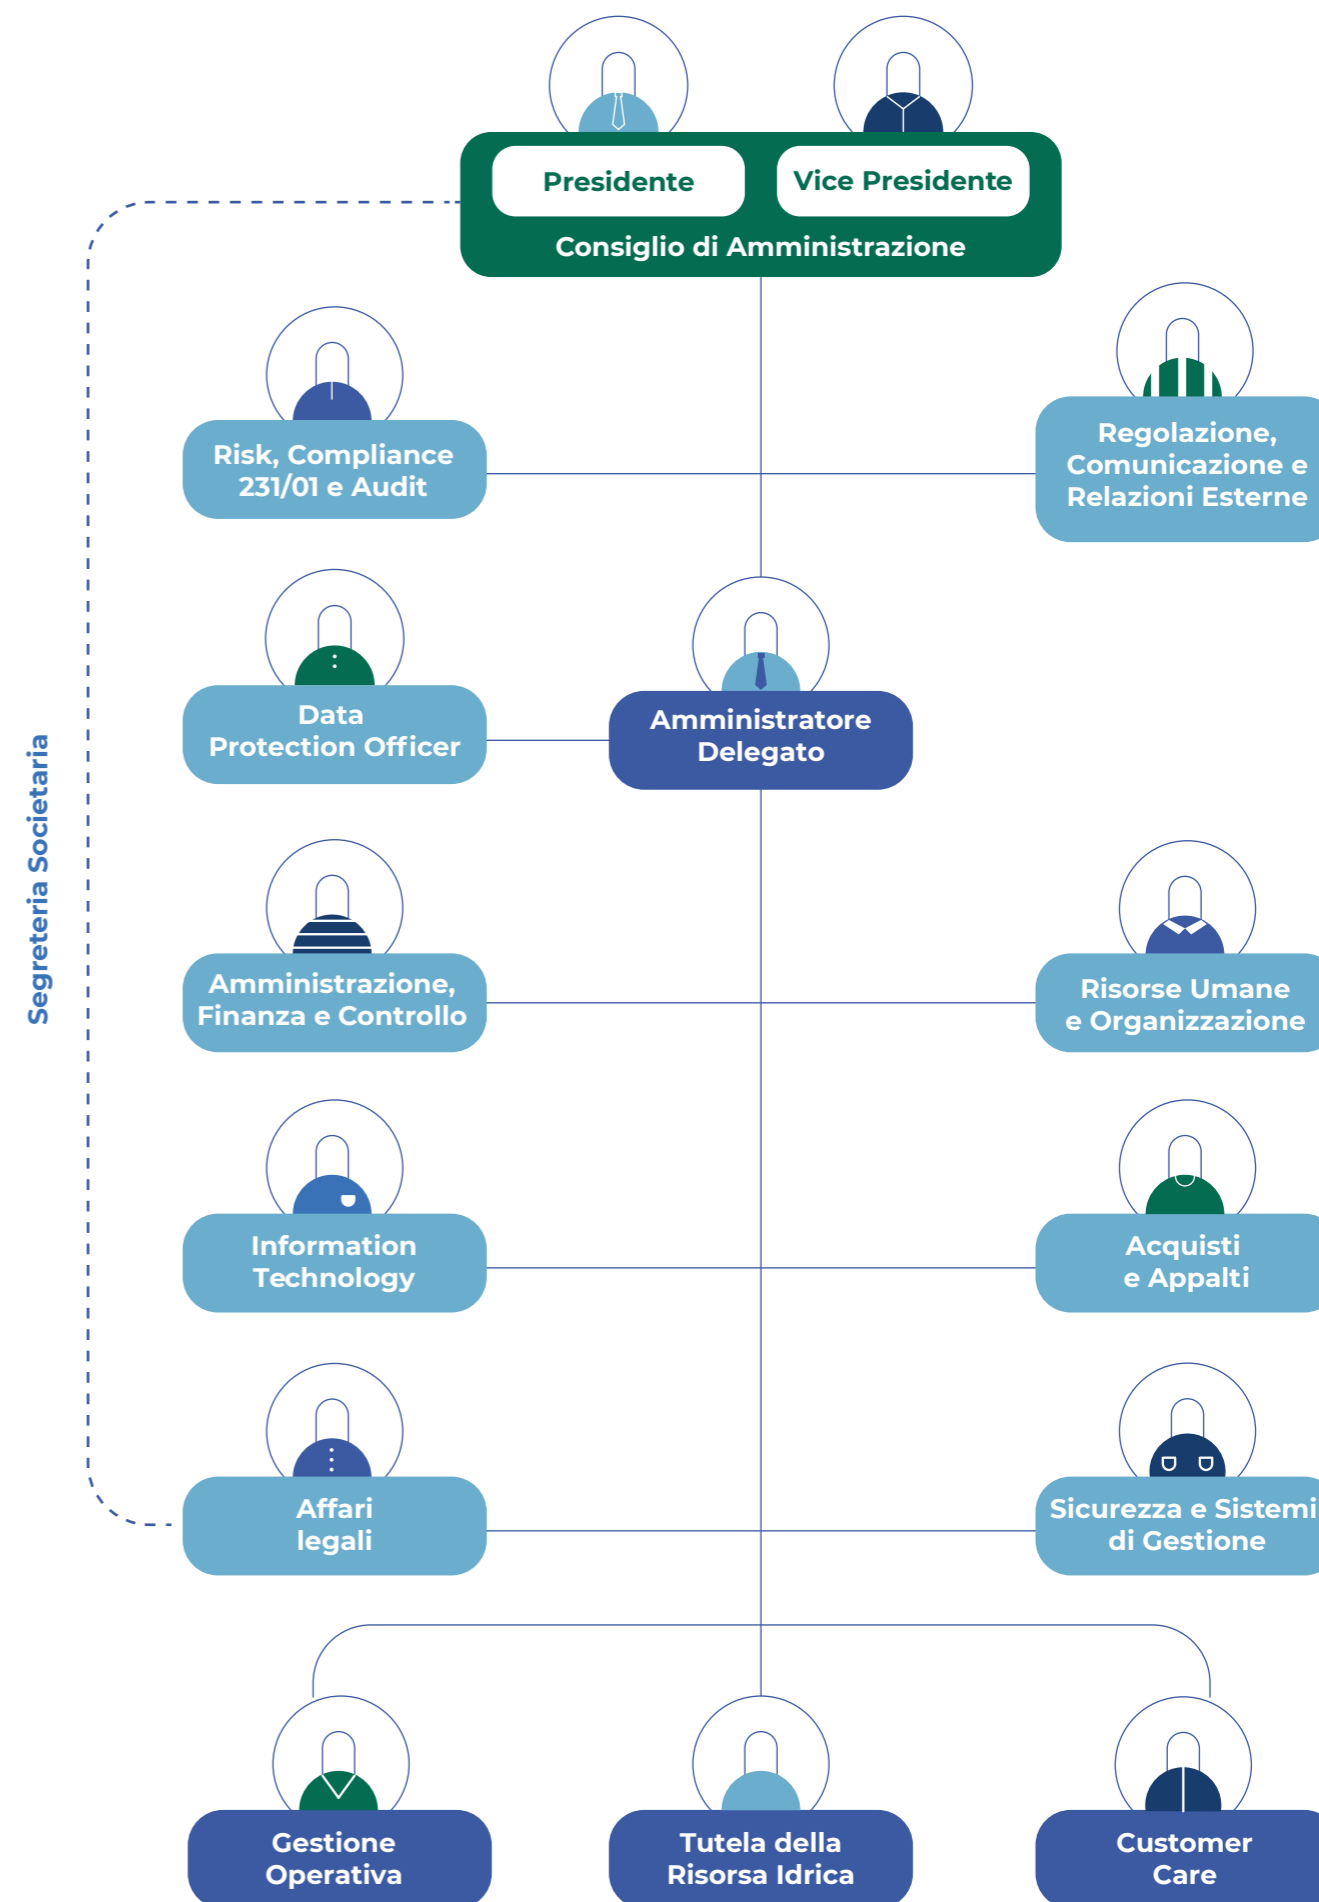 Presidente
Vice Presidente
Consiglio di Amministrazione
Risk, Compliance
231/01 e Audit
Regolazione,
Comunicazione e
Relazioni Esterne
Data
Protection Officer
Amministratore
Delegato
Segreteria Societaria
Amministrazione,
Finanza e Controllo
Risorse Umane
e Organizzazione
Information
Technology
Acquisti
e Appalti
Affari
legali
Sicurezza e Sistemi
di Gestione
Gestione
Operativa
Tutela della
Risorsa Idrica
Customer
Care